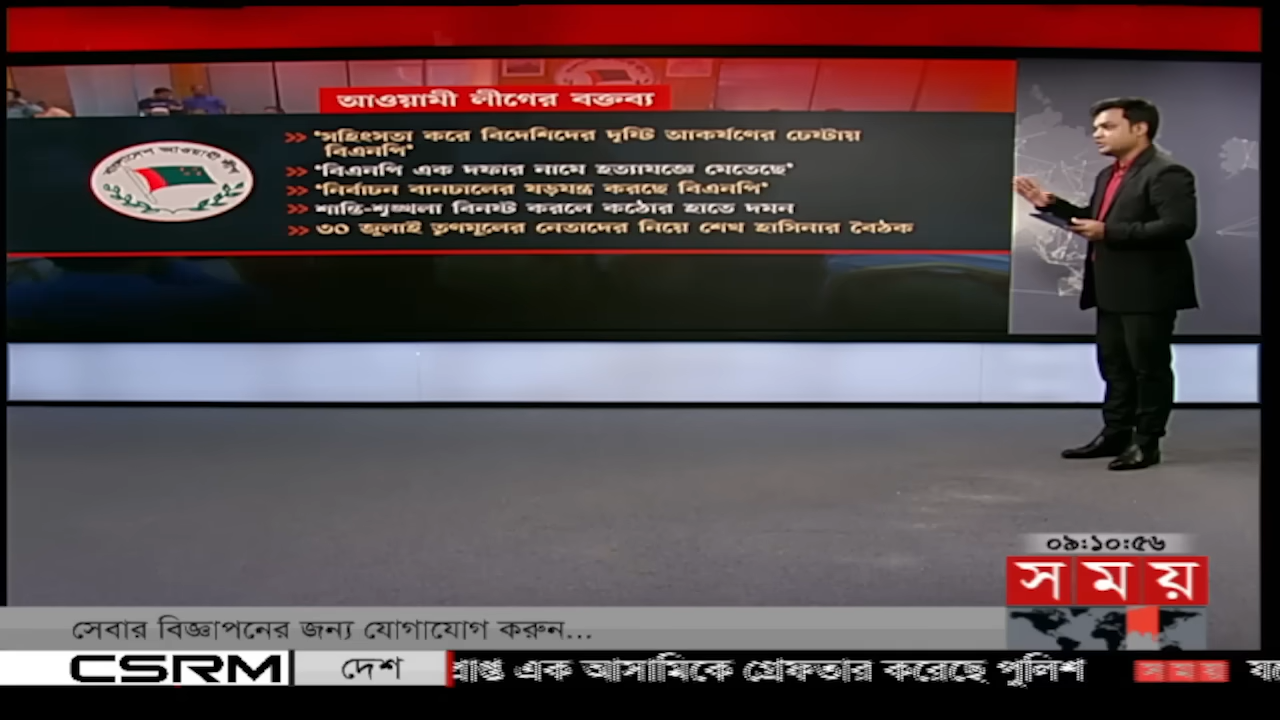 আওয়ামী লীগের বক্তব্য
বাংলাদেশ আওয়ামী লীগ
›› ‘সহিংসতা করে বিদেশিদের দৃষ্টি আকর্ষণের চেষ্টায়
বিএনপি’
›› ‘বিএনপি এক দফার নামে হত্যাযজ্ঞে মেতেছে’
›› ‘নির্বাচন বানচালের ষড়যন্ত্র করছে বিএনপি’
›› শান্তি-শৃঙ্খলা বিনষ্ট করলে কঠোর হাতে দমন
›› ৩০ জুলাই তৃণমূলের নেতাদের নিয়ে শেখ হাসিনার বৈঠক
০৯:১০:৫৬
সময়
সেবার বিজ্ঞাপনের জন্য যোগাযোগ করুন...
CSRM দেশ প্রাপ্ত এক আসামিকে গ্রেফতার করেছে পুলিশ সময়